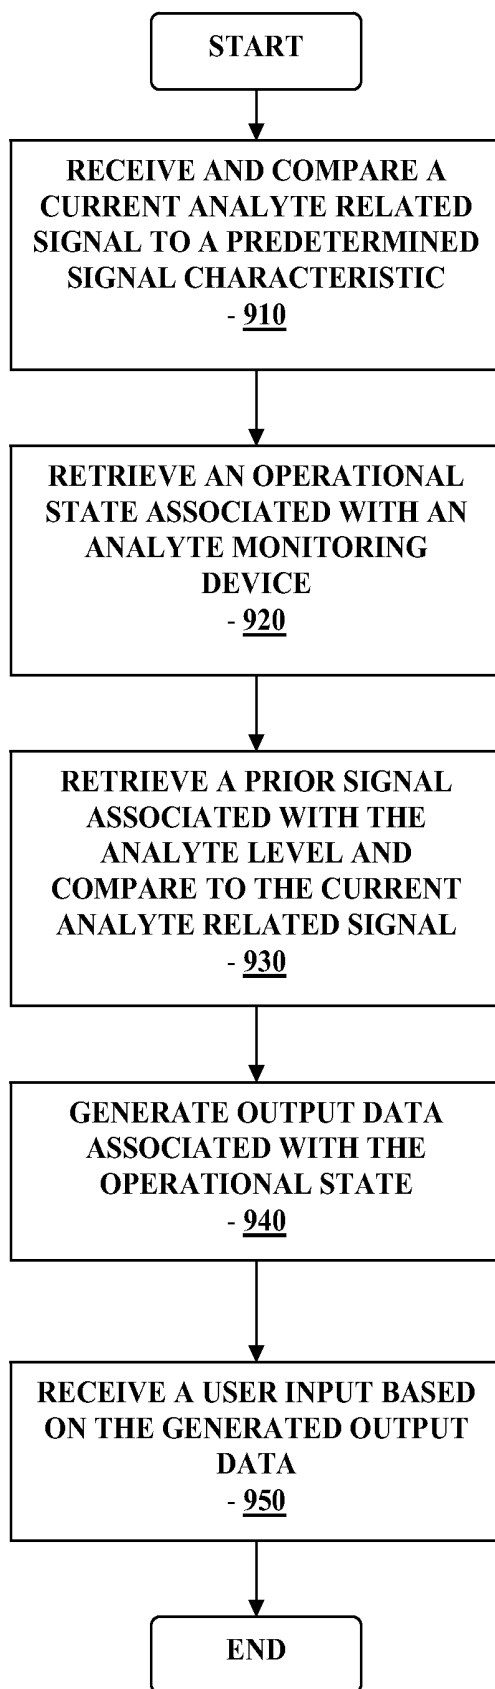 START
RECEIVE AND COMPARE A
CURRENT ANALYTE RELATED
SIGNAL TO A PREDETERMINED
SIGNAL CHARACTERISTIC
- 910
RETRIEVE AN OPERATIONAL
STATE ASSOCIATED WITH AN
ANALYTE MONITORING
DEVICE
- 920
RETRIEVE A PRIOR SIGNAL
ASSOCIATED WITH THE
ANALYTE LEVEL AND
COMPARE TO THE CURRENT
ANALYTE RELATED SIGNAL
- 930
GENERATE OUTPUT DATA
ASSOCIATED WITH THE
OPERATIONAL STATE
- 940
RECEIVE A USER INPUT BASED
ON THE GENERATED OUTPUT
DATA
- 950
END